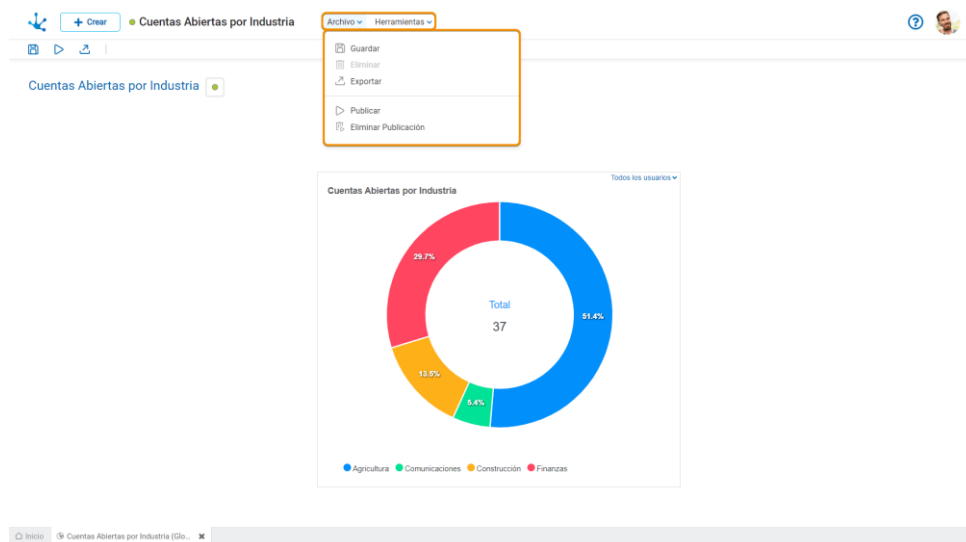 + Crear
Cuentas Abiertas por Industria
Archivo
Herramientas
Guardar
Eliminar
Exportar
Publicar
Eliminar Publicación
Cuentas Abiertas por Industria
Todos los usuarios
Cuentas Abiertas por Industria
29.7%
Total
37
51.4%
13.5%
5.4%
Agricultura Comunicaciones Construcción Finanzas
Inicio Cuentas Abiertas por Industria (Glo...